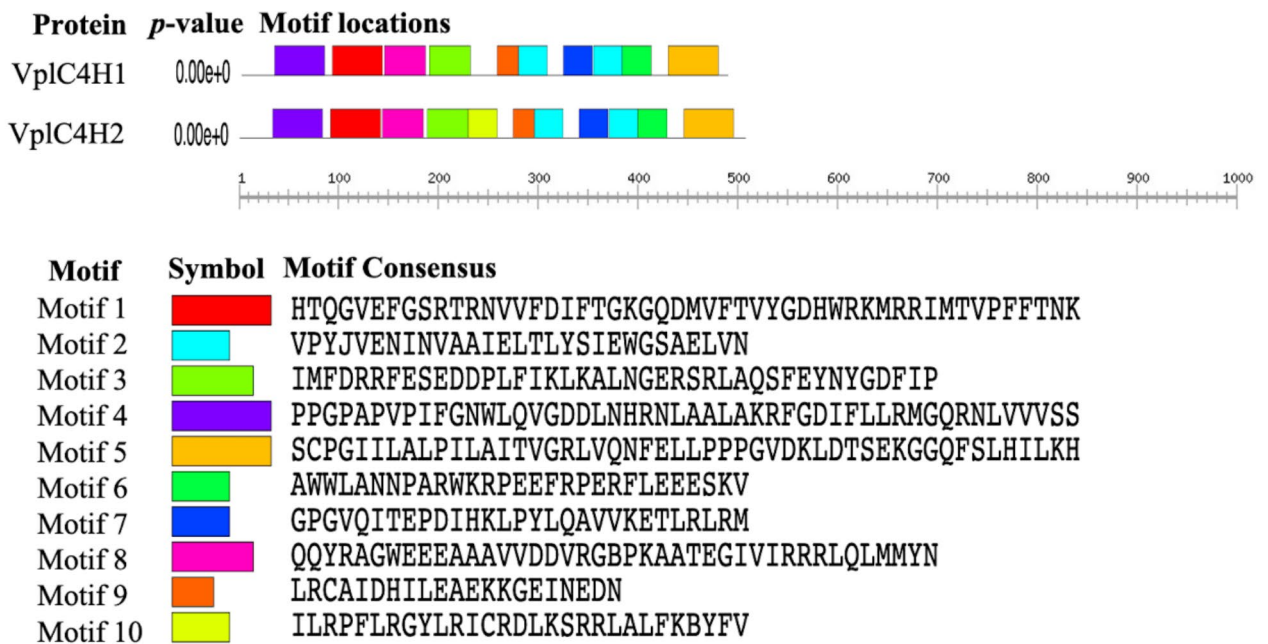 Protein p-value Motif locations
VplC4H1 0.00e+0
VplC4H2 0.00e+0
1 100 200 300 400 500 600 700 800 900 1000
Motif Symbol Motif Consensus
Motif 1 HTQGVEFGSRTRNVVFDIFTGKGQDMVFTVYGDHWRKMRRIMTVPFFTNK
Motif 2 VPYJVENINVAAIELTLYSIEWGSAELVN
Motif 3 IMFDRRFESEDDPLFIKLKALNGERSRLAQSFEYNYGDFIP
Motif 4 PPGPAPVPIFGNWLQVGDDLNHRNLAALAKRFGDIFLLRMGQRNLVVVSS
Motif 5 SCPGIILALPILAITVGRLVQNFELLPPPGVDKLDTSEKGGQFSLHILKH
Motif 6 AWWLANNPARWKRPEEFRPERFLEEESKV
Motif 7 GPGVQITEPDIHKLPYLQAVVKETLRLRM
Motif 8 QQYRAGWEEEAAAVVDDVRGBPKAATEGIVIRRRLQLMMYN
Motif 9 LRCAIDHILEAEKKGEINEDN
Motif 10 ILRPFLRGYLRICRDLKSRRLALFKBYFV